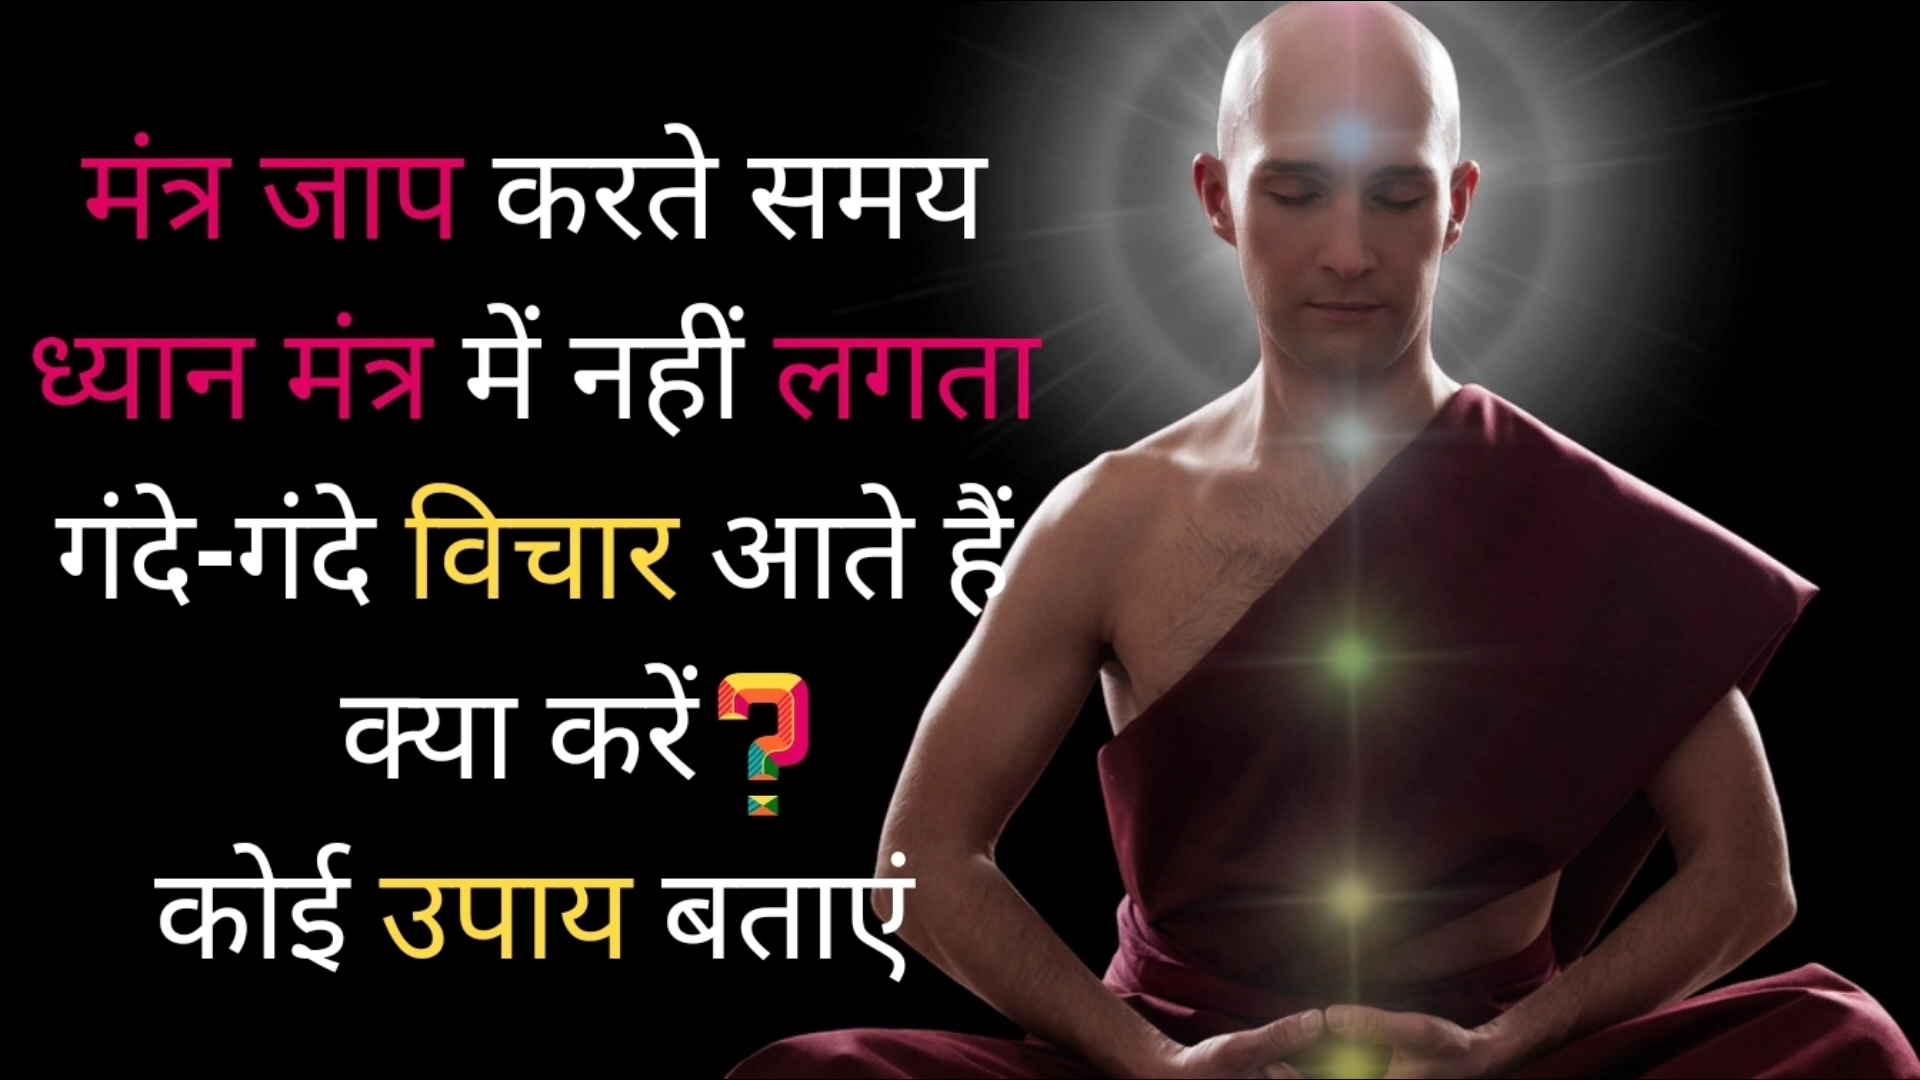 मंत्र जाप करते समय
ध्यान मंत्र में नहीं लगता
गंदे-गंदे विचार आते हैं
क्या करें?
कोई उपाय बताएं